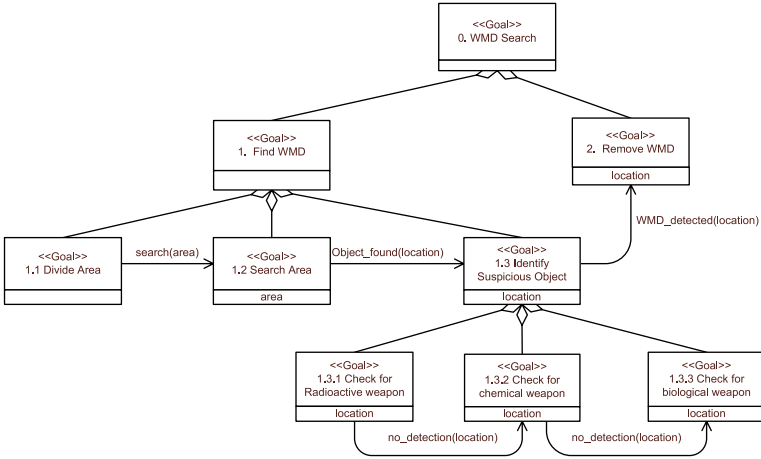 <<Goal>>
0. WMD Search
<<Goal>>
1. Find WMD
<<Goal>>
2. Remove WMD
location
WMD_detected(location)
<<Goal>>
1.1 Divide Area
search(area)
<<Goal>>
1.2 Search Area
area
Object_found(location)
<<Goal>>
1.3 Identify
Suspicious Object
location
<<Goal>>
1.3.1 Check for
Radioactive weapon
location
<<Goal>>
1.3.2 Check for
chemical weapon
location
<<Goal>>
1.3.3 Check for
biological weapon
location
no_detection(location)
no_detection(location)